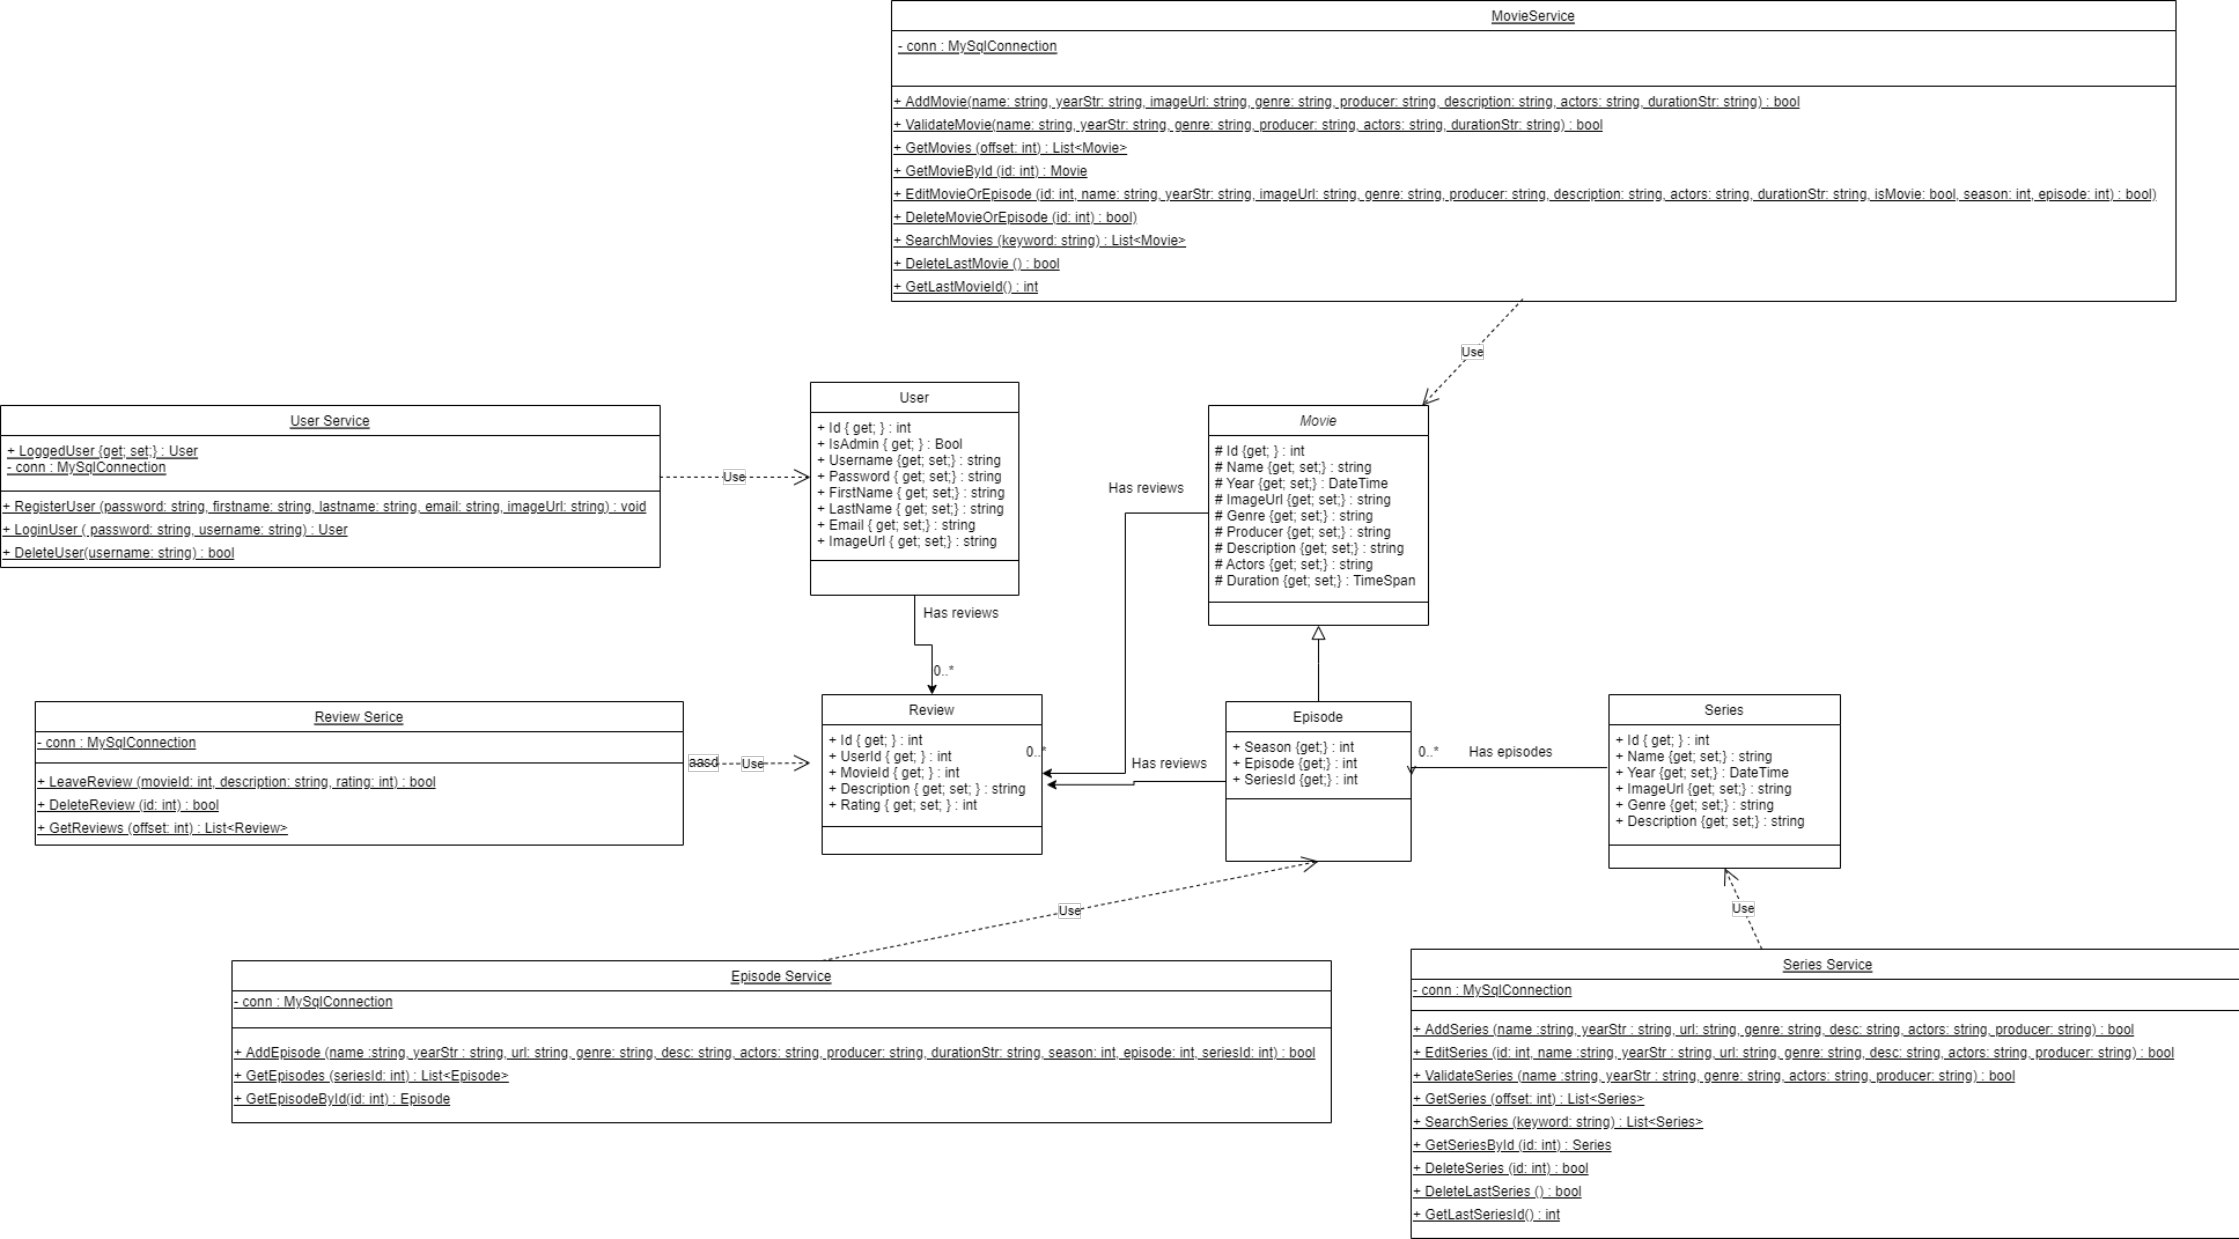 MovieService
- conn : MySqlConnection
+ AddMovie(name: string, yearStr: string, imageUrl: string, genre: string, producer: string, description: string, actors: string, durationStr: string) : bool
+ ValidateMovie(name: string, yearStr: string, genre: string, producer: string, actors: string, durationStr: string) : bool
+ GetMovies (offset: int) : List<Movie>
+ GetMovieById (id: int) : Movie
+ EditMovieOrEpisode (id: int, name: string, yearStr: string, imageUrl: string, genre: string, producer: string, description: string, actors: string, durationStr: string, isMovie: bool, season: int, episode: int) : bool)
+ DeleteMovieOrEpisode (id: int) : bool)
+ SearchMovies (keyword: string) : List<Movie>
+ DeleteLastMovie () : bool
+ GetLastMovieId() : int
Use
User Service
+ LoggedUser {get; set;} : User
- conn : MySqlConnection
+ RegisterUser (password: string, firstname: string, lastname: string, email: string, imageUrl: string) : void
+ LoginUser ( password: string, username: string) : User
+ DeleteUser(username: string) : bool
Use
User
+ Id { get; } : int
+ IsAdmin { get; } : Bool
+ Username {get; set;} : string
+ Password { get; set;} : string
+ FirstName { get; set;} : string
+ LastName { get; set;} : string
+ Email { get; set;} : string
+ ImageUrl { get; set;} : string
Has reviews
0..*
Movie
# Id {get; } : int
# Name {get; set;} : string
# Year {get; set;} : DateTime
# ImageUrl {get; set;} : string
# Genre {get; set;} : string
# Producer {get; set;} : string
# Description {get; set;} : string
# Actors {get; set;} : string
# Duration {get; set;} : TimeSpan
Has reviews
Review Serice
- conn : MySqlConnection
+ LeaveReview (movieId: int, description: string, rating: int) : bool
+ DeleteReview (id: int) : bool
+ GetReviews (offset: int) : List<Review>
aasd
Use
Review
+ Id { get; } : int
+ UserId { get; } : int
+ MovieId { get; } : int
+ Description { get; set; } : string
+ Rating { get; set; } : int
0..*
Has reviews
Episode
+ Season {get;} : int
+ Episode {get;} : int
+ SeriesId {get;} : int
0..*
Has episodes
Series
+ Id { get; } : int
+ Name {get; set;} : string
+ Year {get; set;} : DateTime
+ ImageUrl {get; set;} : string
+ Genre {get; set;} : string
+ Description {get; set;} : string
Use
Use
Episode Service
- conn : MySqlConnection
+ AddEpisode (name :string, yearStr : string, url: string, genre: string, desc: string, actors: string, producer: string, durationStr: string, season: int, episode: int, seriesId: int) : bool
+ GetEpisodes (seriesId: int) : List<Episode>
+ GetEpisodeById(id: int) : Episode
Series Service
- conn : MySqlConnection
+ AddSeries (name :string, yearStr : string, url: string, genre: string, desc: string, actors: string, producer: string) : bool
+ EditSeries (id: int, name :string, yearStr : string, url: string, genre: string, desc: string, actors: string, producer: string) : bool
+ ValidateSeries (name :string, yearStr : string, genre: string, actors: string, producer: string) : bool
+ GetSeries (offset: int) : List<Series>
+ SearchSeries (keyword: string) : List<Series>
+ GetSeriesById (id: int) : Series
+ DeleteSeries (id: int) : bool
+ DeleteLastSeries () : bool
+ GetLastSeriesId() : int